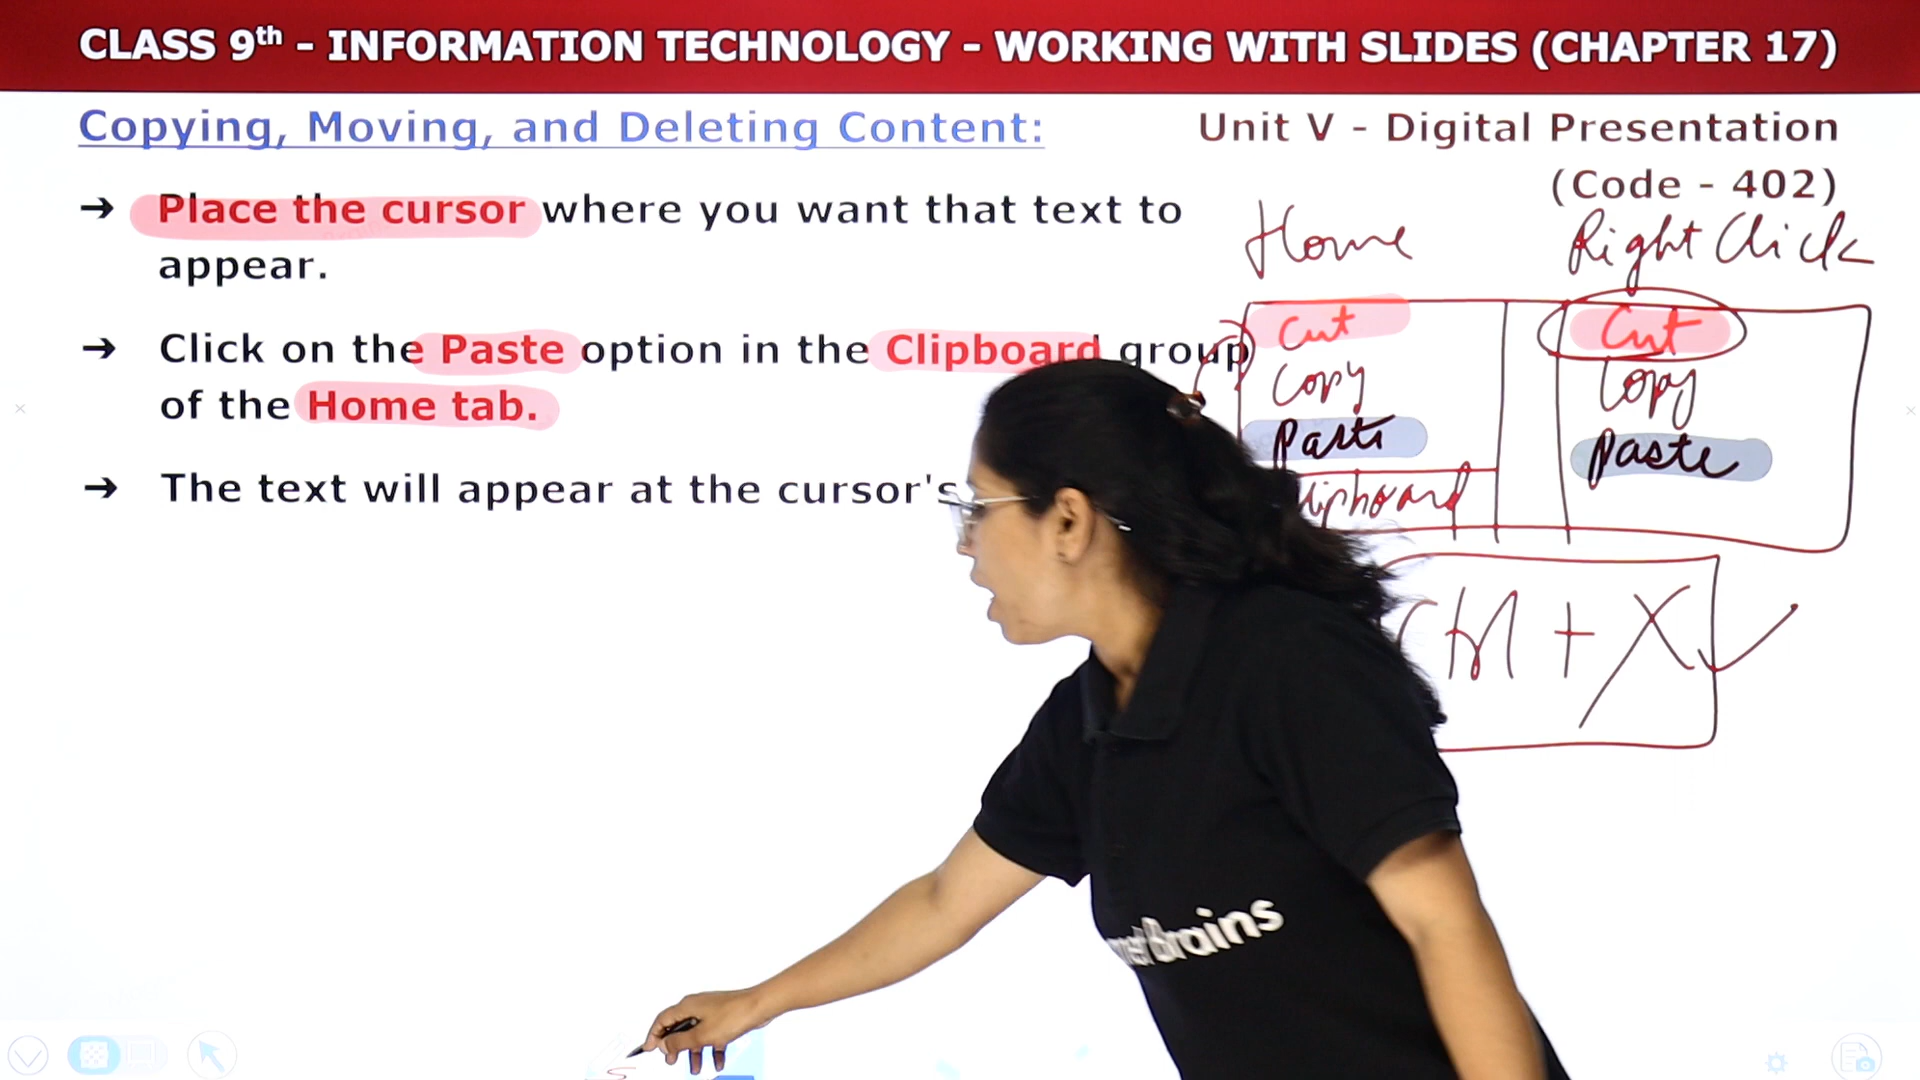 CLASS 9th - INFORMATION TECHNOLOGY - WORKING WITH SLIDES (CHAPTER 17)
Copying, Moving, and Deleting Content:
Unit V - Digital Presentation
(Code - 402)
➔ Place the cursor where you want that text to
appear.
➔ Click on the Paste option in the Clipboard group
of the Home tab.
➔ The text will appear at the cursor's
Home
Cut
Copy
Paste
lipboard
Right Click
Cut
Copy
Paste
Ctrl + X
Brains